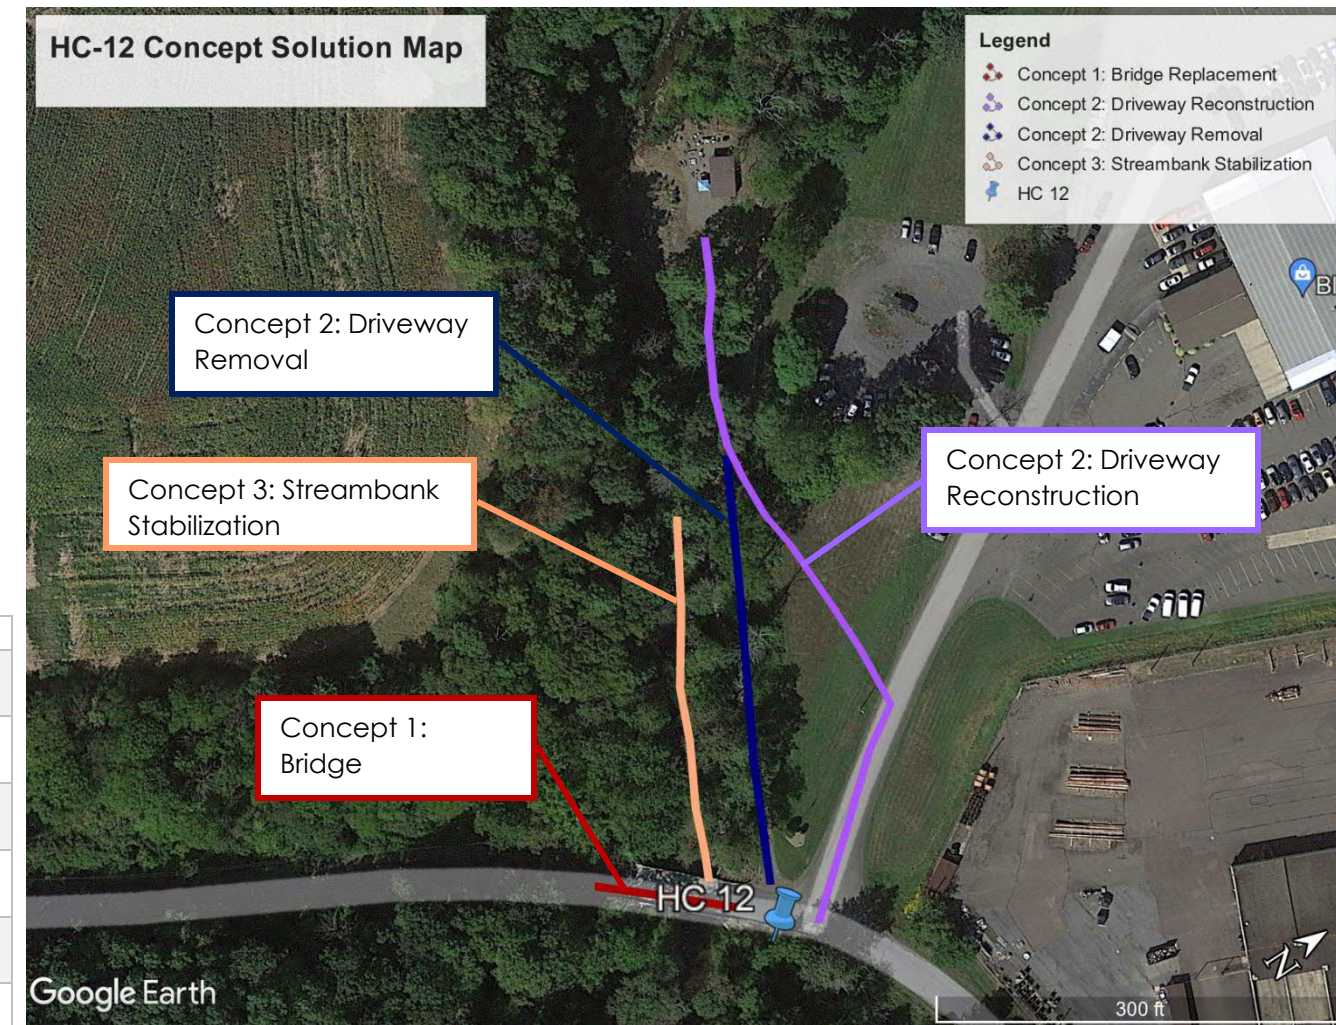 HC-12 Concept Solution Map
Legend
Concept 1: Bridge Replacement
Concept 2: Driveway Reconstruction
Concept 2: Driveway Removal
Concept 3: Streambank Stabilization
HC 12
Bl
Concept 2: Driveway
Removal
Concept 2: Driveway
Reconstruction
Concept 3: Streambank
Stabilization
Concept 1:
Bridge
HC 12
N
Google Earth
300 ft